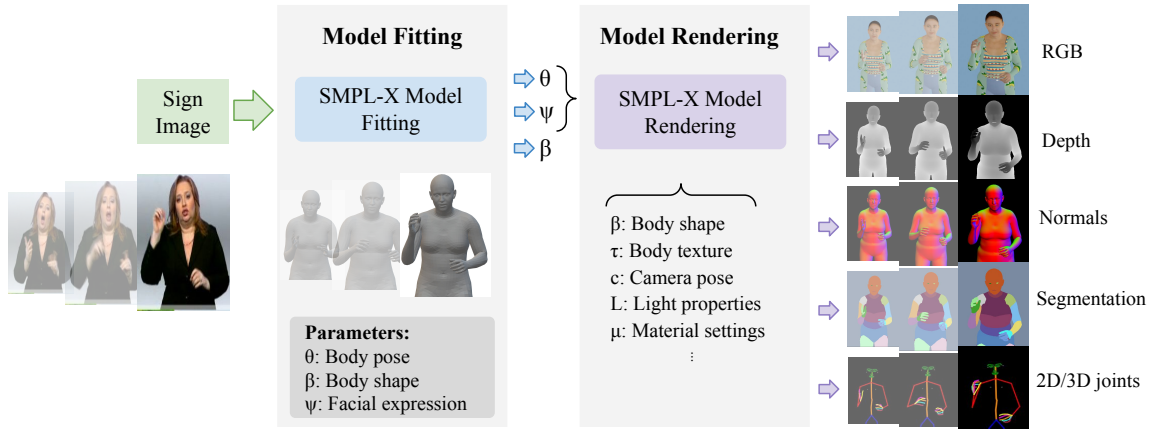 Sign
Image
Model Fitting
SMPL-X Model
Fitting
θ
ψ
β
Parameters:
θ: Body pose
β: Body shape
ψ: Facial expression
Model Rendering
SMPL-X Model
Rendering
β: Body shape
τ: Body texture
c: Camera pose
L: Light properties
μ: Material settings
⋮
RGB
Depth
Normals
Segmentation
2D/3D joints